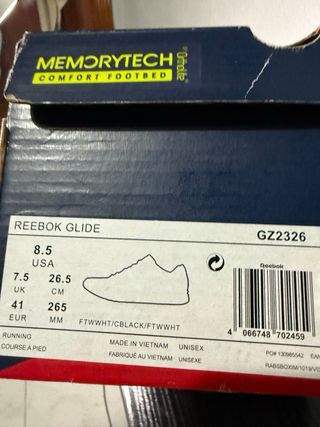 MEMORYTECH
COMFORT FOOTBED
Ortholite
REEBOK GLIDE
GZ2326
8.5
USA
7.5 26.5
UK CM
41 265
EUR MM
FTWWHT/CBLACK/FTWWHT
Reebok
4 066748 702459
RUNNING
COURSE A PIED
MADE IN VIETNAM UNISEX
FABRIQUÉ AU VIETNAM UNISEXE
PO# 130985542 EAN